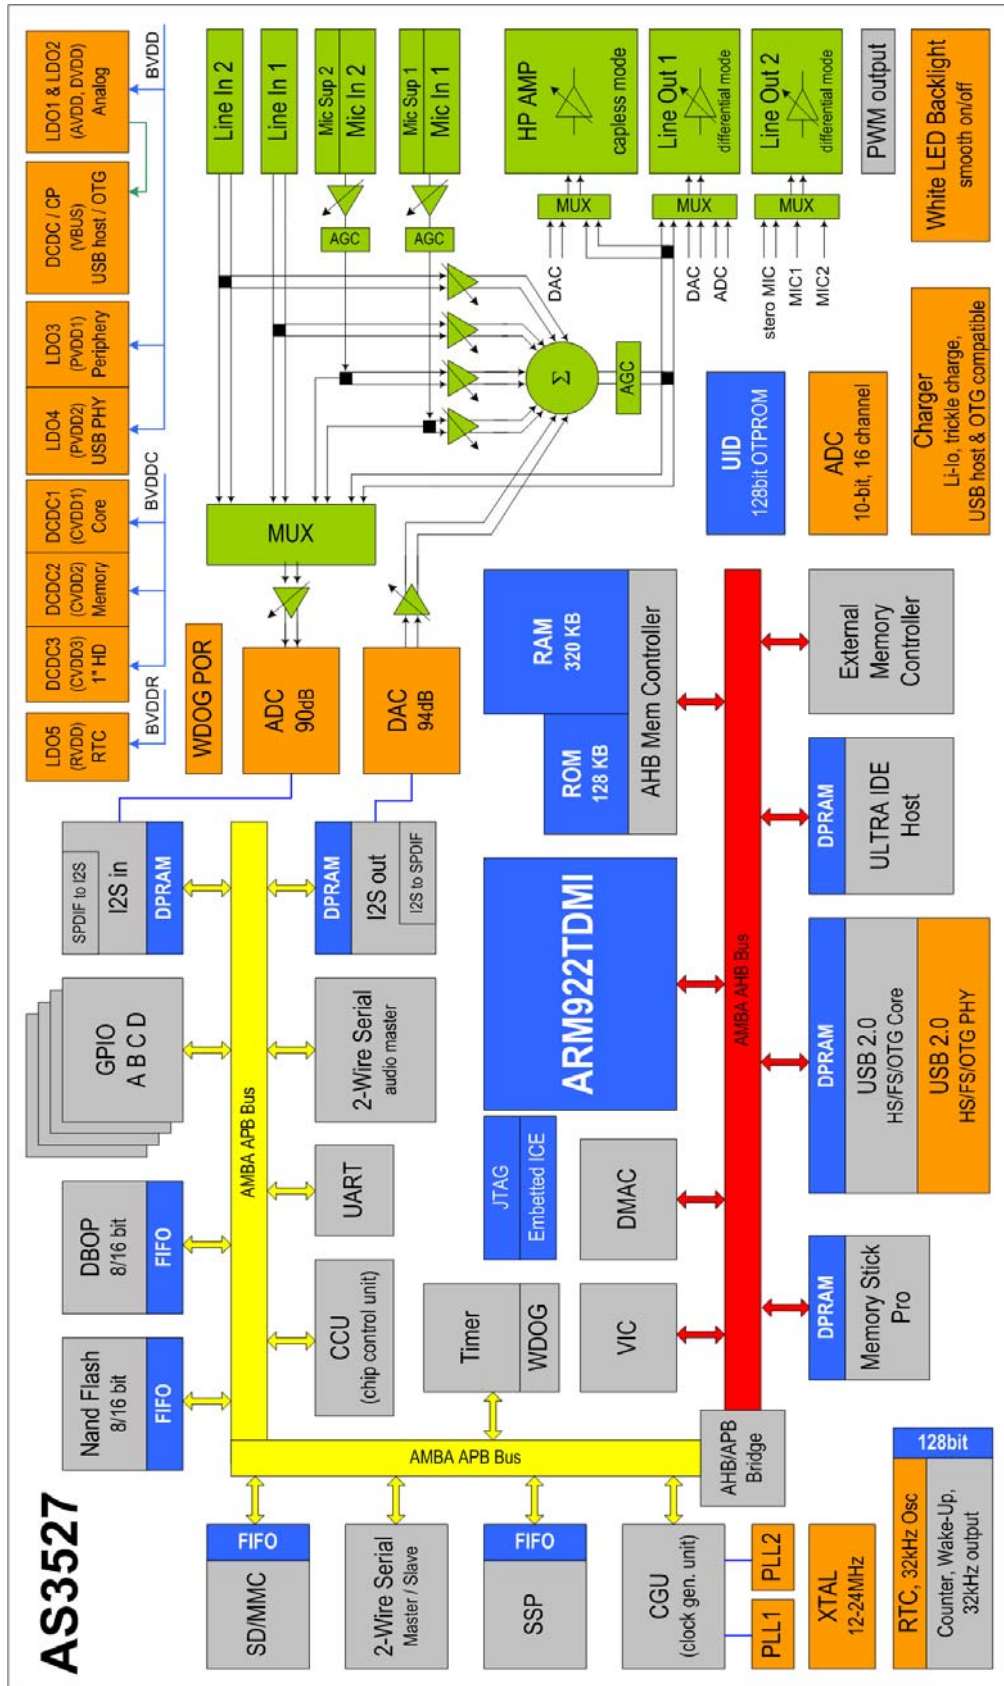 AS3527
Nand Flash
8/16 bit
FIFO
DBOP
8/16 bit
FIFO
GPIO
A B C D
SPDIF to I2S
I2S in
DPRAM
LDO5
(RVDD)
RTC
BVDDR
DCDC3
(CVDD3)
1" HD
DCDC2
(CVDD2)
Memory
DCDC1
(CVDD1)
Core
BVDDC
LDO4
(PVDD2)
USB PHY
LDO3
(PVDD1)
Periphery
DCDC / CP
(VBUS)
USB host / OTG
LDO1 & LDO2
(AVDD, DVDD)
Analog
BVDD
WDOG POR
AMBA APB Bus
SD/MMC
FIFO
2-Wire Serial
Master / Slave
SSP
FIFO
CGU
(clock gen. unit)
PLL1
PLL2
XTAL
12-24MHz
RTC, 32kHz Osc
128bit
Counter, Wake-Up,
32kHz output
AMBA APB Bus
CCU
(chip control unit)
UART
2-Wire Serial
audio master
DPRAM
I2S out
I2S to SPDIF
ADC
90dB
DAC
94dB
MUX
Line In 2
Line In 1
Mic Sup 2
Mic In 2
AGC
Mic Sup 1
Mic In 1
AGC
Σ
AGC
HP AMP
capless mode
MUX
DAC
Line Out 1
differential mode
MUX
DAC
ADC
Line Out 2
differential mode
MUX
stero MIC
MIC1
MIC2
PWM output
White LED Backlight
smooth on/off
Timer
WDOG
VIC
DMAC
JTAG
Embetted ICE
ARM922TDMI
ROM
128 KB
RAM
320 KB
AHB Mem Controller
UID
128bit OTPROM
ADC
10-bit, 16 channel
Charger
Li-Io, trickle charge,
USB host & OTG compatible
AHB/APB
Bridge
AMBA AHB Bus
DPRAM
Memory Stick
Pro
DPRAM
USB 2.0
HS/FS/OTG Core
USB 2.0
HS/FS/OTG PHY
DPRAM
ULTRA IDE
Host
External
Memory
Controller